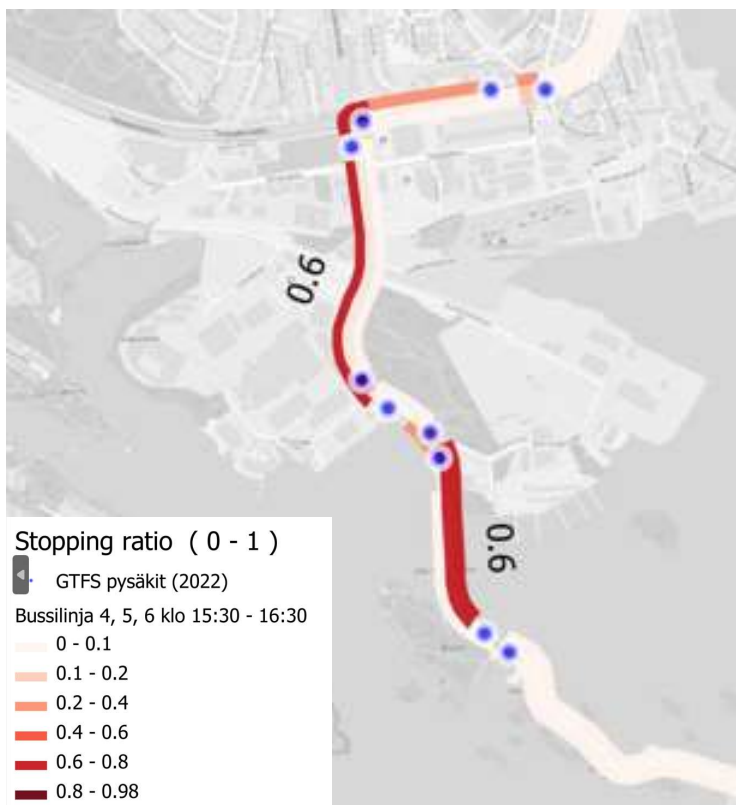 0.6
0.6
Stopping ratio ( 0 - 1 )
GTFS pysäkit (2022)
Bussilinja 4, 5, 6 klo 15:30 - 16:30
0 - 0.1
0.1 - 0.2
0.2 - 0.4
0.4 - 0.6
0.6 - 0.8
0.8 - 0.98